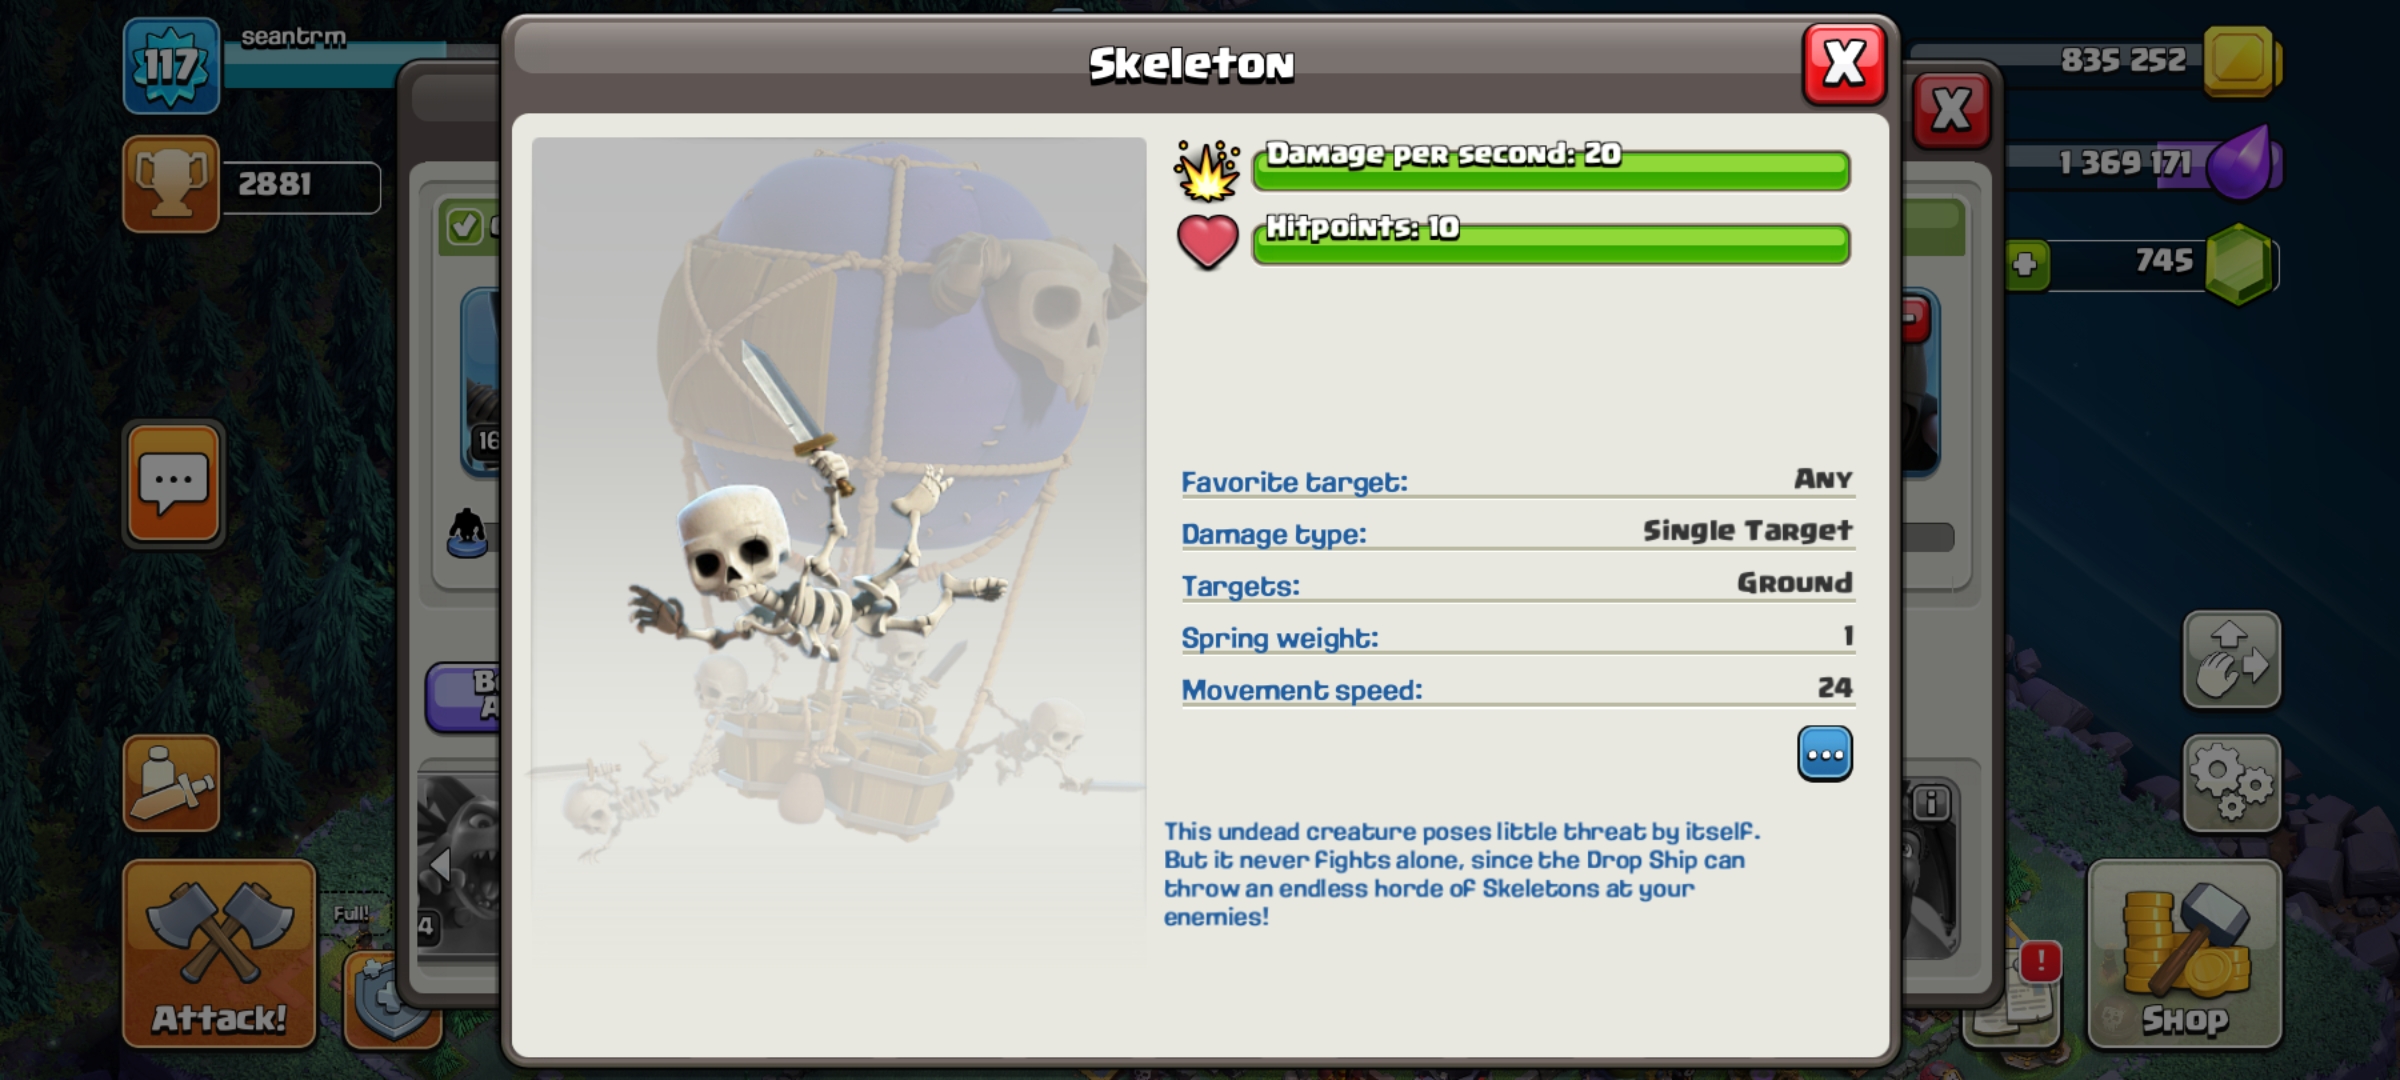 117
seantrm
Skeleton
835 252
2881
Damage per second: 20
1 369 171
Hitpoints: 10
745
16
Favorite target: Any
Damage type: Single Target
Targets: Ground
Spring weight: 1
Movement speed: 24
This undead creature poses little threat by itself.
But it never fights alone, since the Drop Ship can
throw an endless horde of Skeletons at your
enemies!
Full!
4
Attack!
Shop